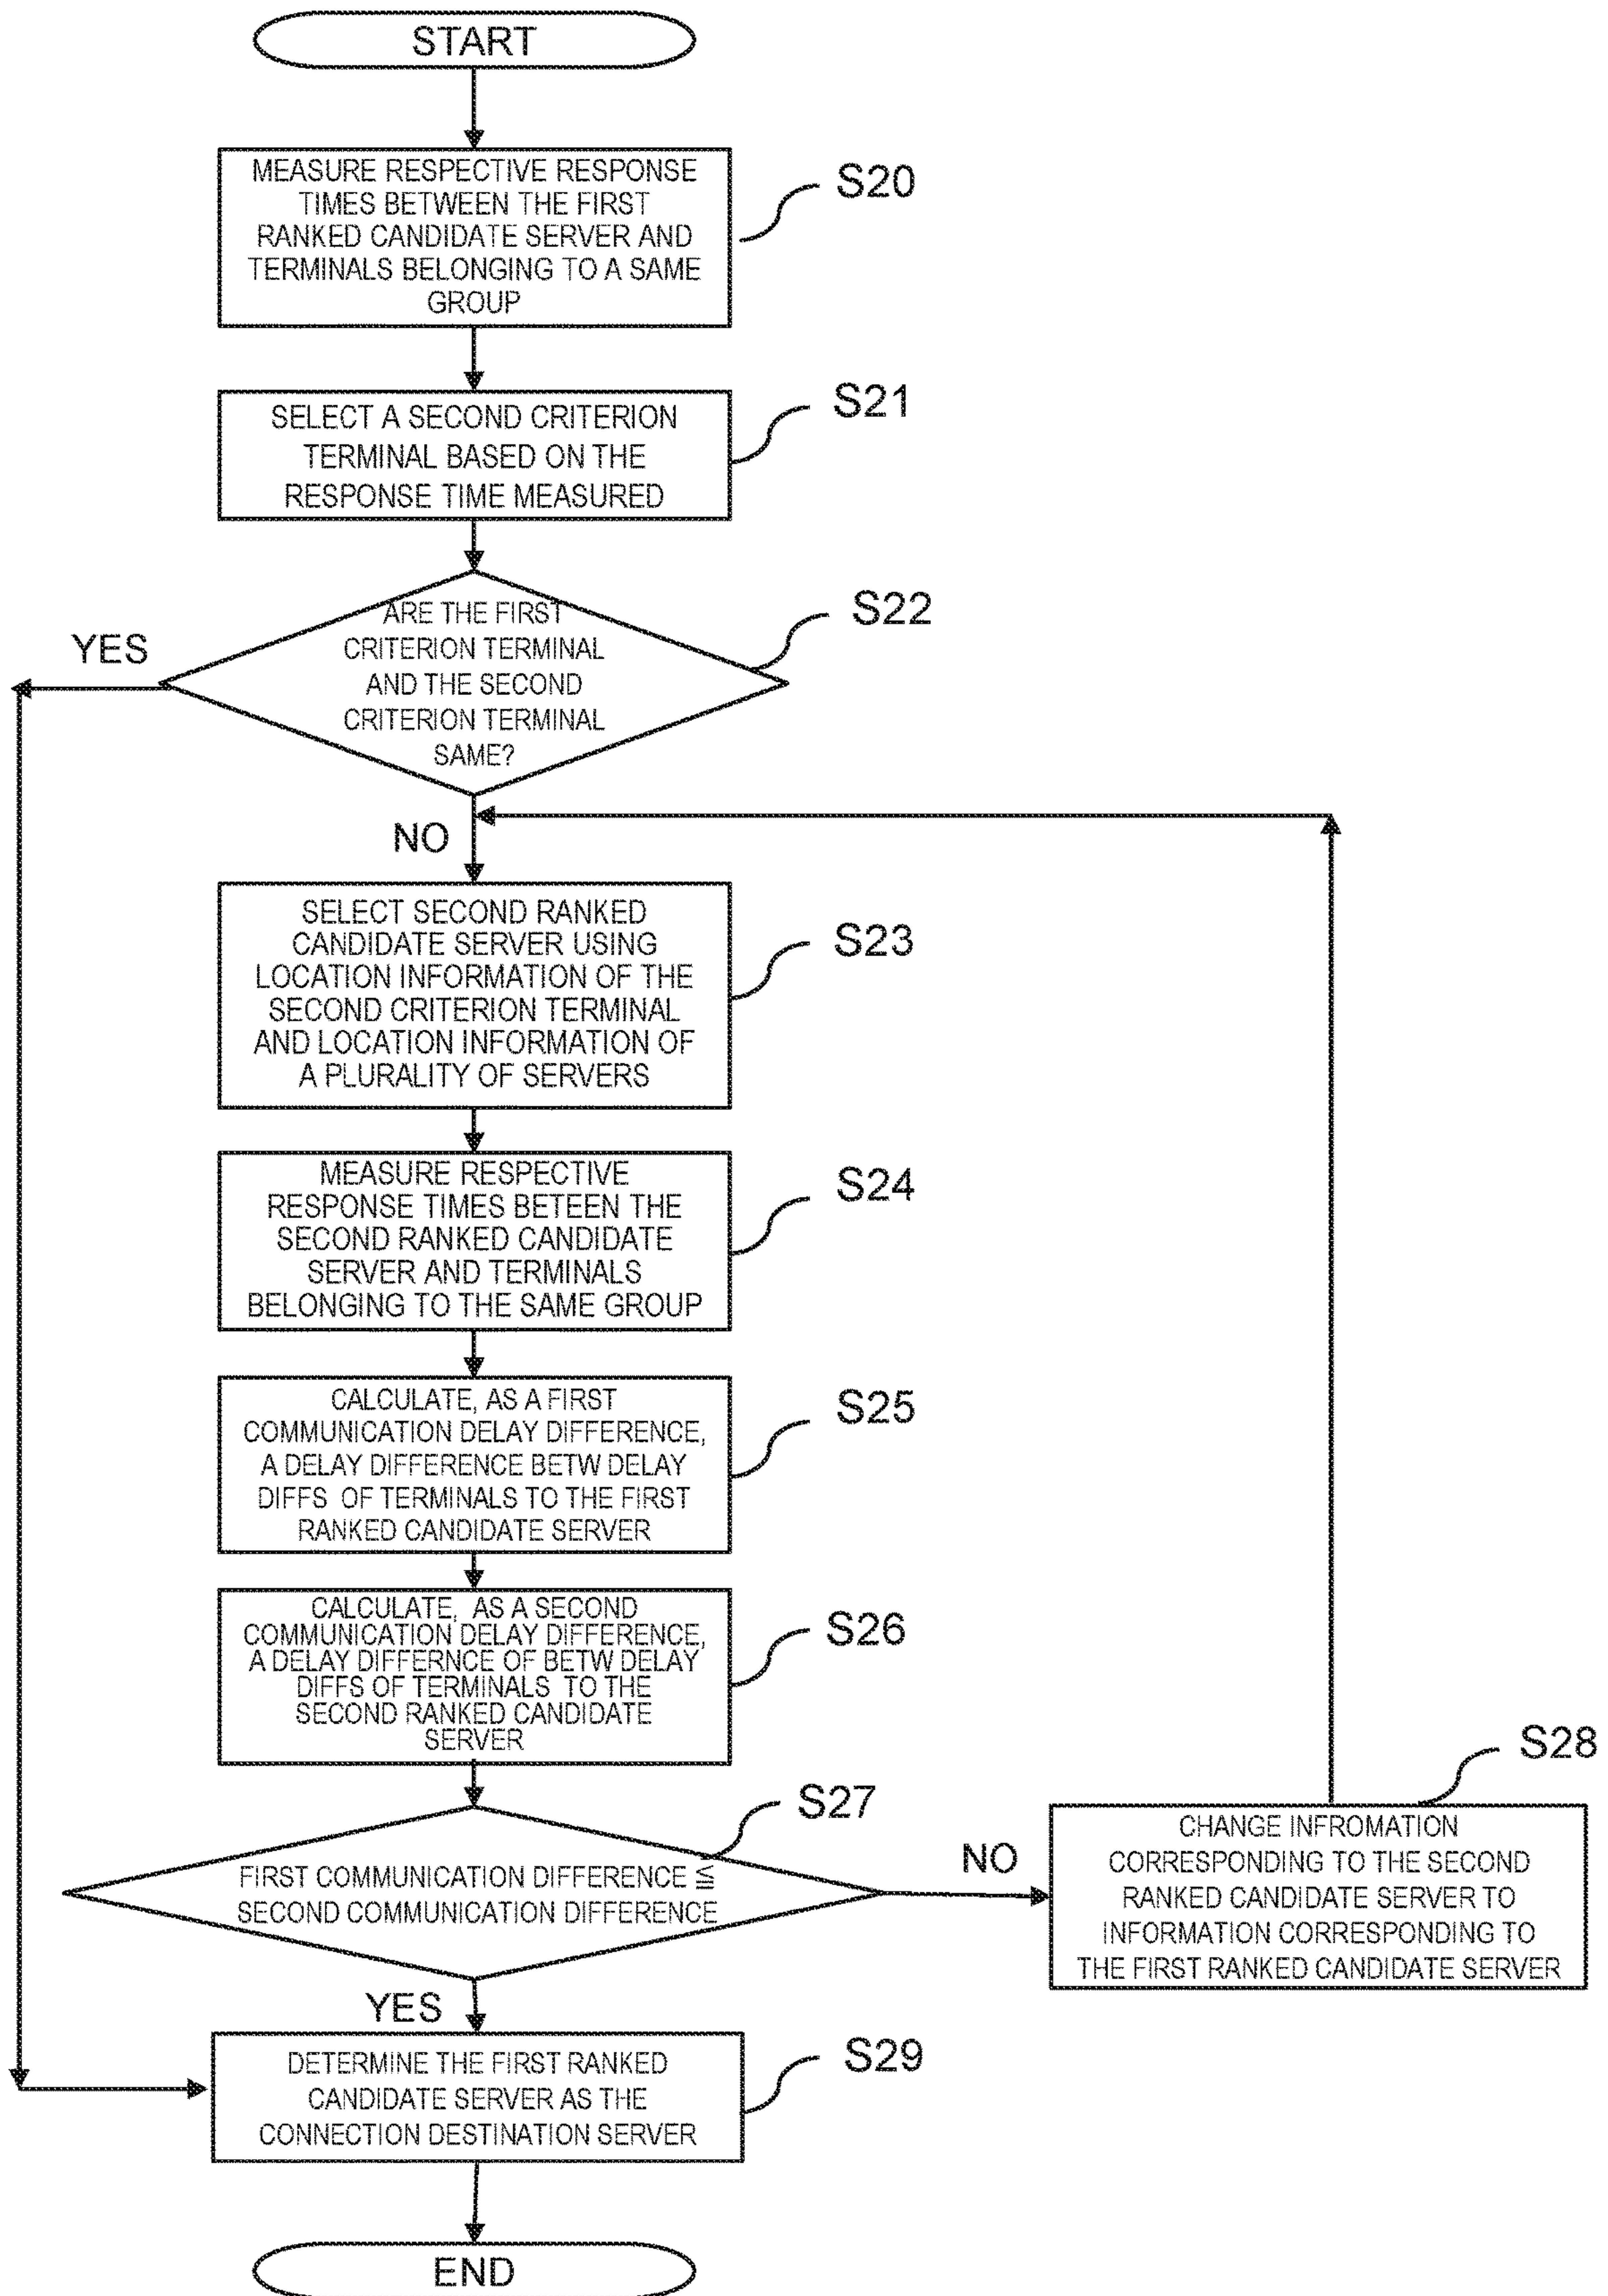 START
MEASURE RESPECTIVE RESPONSE
TIMES BETWEEN THE FIRST
RANKED CANDIDATE SERVER AND
TERMINALS BELONGING TO A SAME
GROUP
S20
SELECT A SECOND CRITERION
TERMINAL BASED ON THE
RESPONSE TIME MEASURED
S21
ARE THE FIRST
CRITERION TERMINAL
AND THE SECOND
CRITERION TERMINAL
SAME?
S22
YES
NO
SELECT SECOND RANKED
CANDIDATE SERVER USING
LOCATION INFORMATION OF THE
SECOND CRITERION TERMINAL
AND LOCATION INFORMATION OF
A PLURALITY OF SERVERS
S23
MEASURE RESPECTIVE
RESPONSE TIMES BETEEN THE
SECOND RANKED CANDIDATE
SERVER AND TERMINALS
BELONGING TO THE SAME GROUP
S24
CALCULATE, AS A FIRST
COMMUNICATION DELAY DIFFERENCE,
A DELAY DIFFERENCE BETW DELAY
DIFFS OF TERMINALS TO THE FIRST
RANKED CANDIDATE SERVER
S25
CALCULATE, AS A SECOND
COMMUNICATION DELAY DIFFERENCE,
A DELAY DIFFERNCE OF BETW DELAY
DIFFS OF TERMINALS TO THE
SECOND RANKED CANDIDATE
SERVER
S26
FIRST COMMUNICATION DIFFERENCE ≦
SECOND COMMUNICATION DIFFERENCE
S27
NO
CHANGE INFROMATION
CORRESPONDING TO THE SECOND
RANKED CANDIDATE SERVER TO
INFORMATION CORRESPONDING TO
THE FIRST RANKED CANDIDATE SERVER
S28
YES
DETERMINE THE FIRST RANKED
CANDIDATE SERVER AS THE
CONNECTION DESTINATION SERVER
S29
END